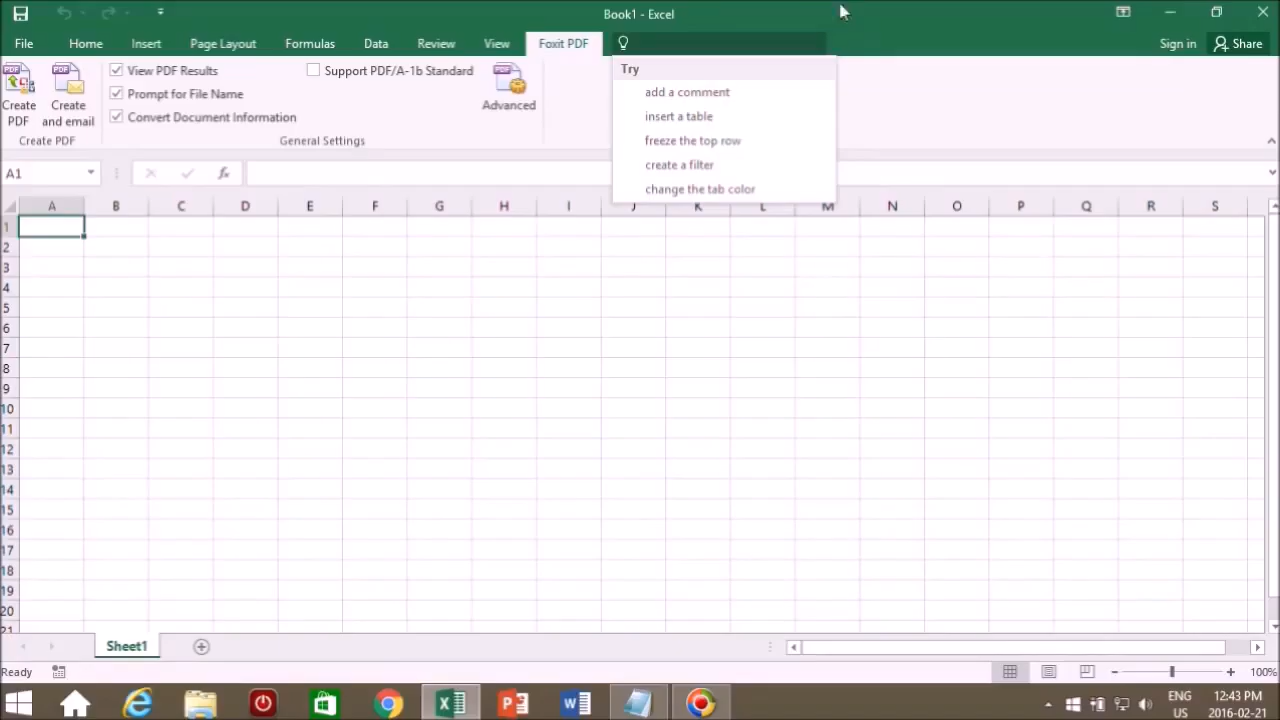 Book1 - Excel
File Home Insert Page Layout Formulas Data Review View Foxit PDF Sign in Share
Create PDF
Create and email
View PDF Results
Prompt for File Name
Convert Document Information
Support PDF/A-1b Standard
Advanced
Create PDF General Settings
Try
add a comment
insert a table
freeze the top row
create a filter
change the tab color
A1 fx
A B C D E F G H I J K L M N O P Q R S
1
2
3
4
5
6
7
8
9
10
11
12
13
14
15
16
17
18
19
20
21
Sheet1
Ready 100%
ENG 12:43 PM
US 2016-02-21